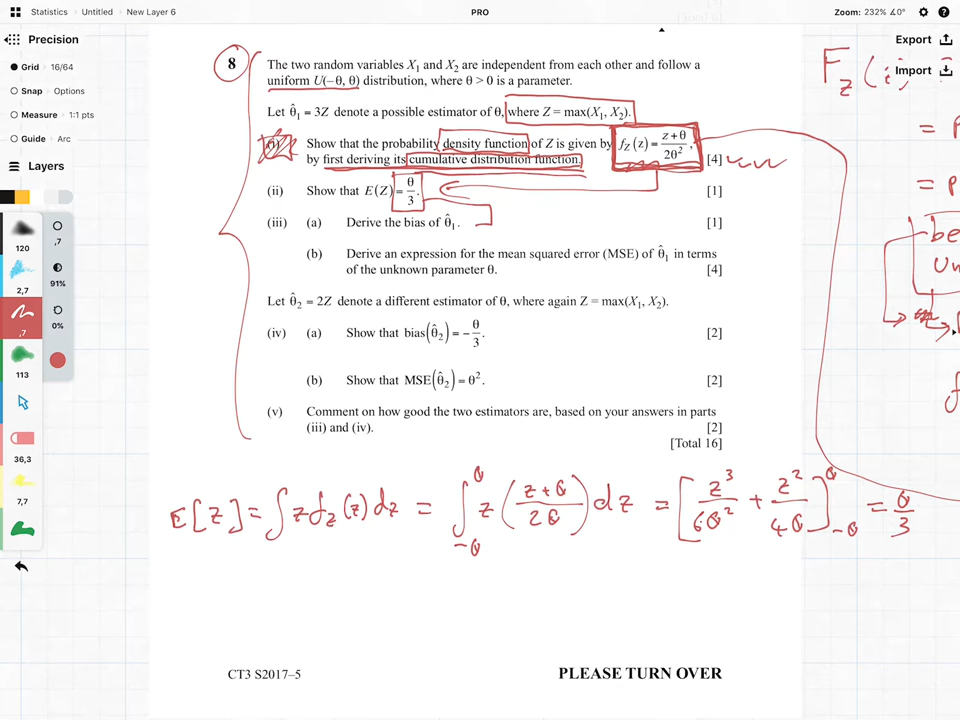 Statistics › Untitled › New Layer 6
PRO
Zoom: 232% ∠0°
Precision
Export
Grid › 16/64
Import
Snap › Options
Measure › 1:1 pts
Guide › Arc
Layers
120
,7
2,7
91%
,7
0%
113
36,3
7,7
8 The two random variables X₁ and X₂ are independent from each other and follow a
uniform U(−θ, θ) distribution, where θ > 0 is a parameter.
Let θ̂₁ = 3Z denote a possible estimator of θ, where Z = max(X₁, X₂).
Show that the probability density function of Z is given by f_Z(z) = (z+θ)/2θ²,
by first deriving its cumulative distribution function. [4]
(ii) Show that E(Z) = θ/3. [1]
(iii) (a) Derive the bias of θ̂₁. [1]
(b) Derive an expression for the mean squared error (MSE) of θ̂₁ in terms
of the unknown parameter θ. [4]
Let θ̂₂ = 2Z denote a different estimator of θ, where again Z = max(X₁, X₂).
(iv) (a) Show that bias(θ̂₂) = −θ/3. [2]
(b) Show that MSE(θ̂₂) = θ². [2]
(v) Comment on how good the two estimators are, based on your answers in parts
(iii) and (iv). [2]
[Total 16]
E[z] = ∫ z f_z(z) dz = ∫_{−θ}^{θ} z ((z+θ)/2θ) dz = [z³/6θ² + z²/4θ]_{−θ}^{θ} = θ/3
CT3 S2017–5
PLEASE TURN OVER
F_z(
= P
= P
be